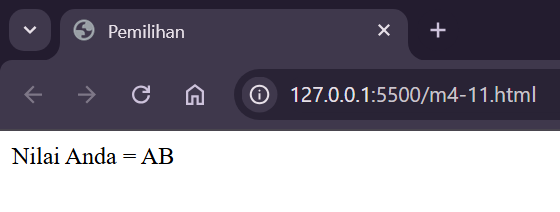 Pemilihan
127.0.0.1:5500/m4-11.html
Nilai Anda = AB